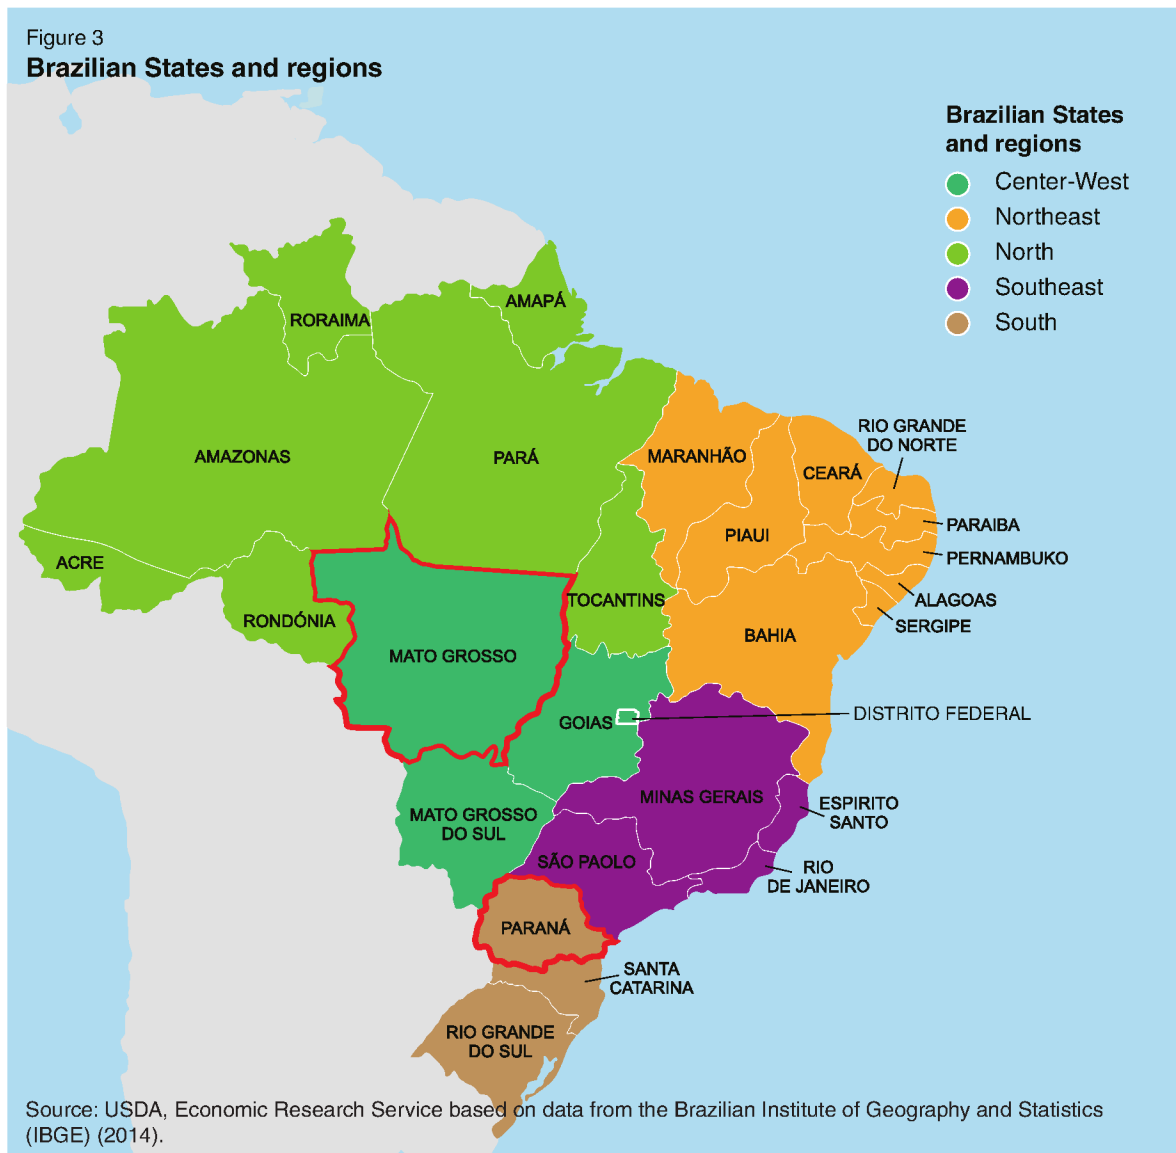 Figure 3
Brazilian States and regions
Brazilian States
and regions
Center-West
Northeast
North
Southeast
South
AMAPÁ
RORAIMA
AMAZONAS
PARÁ
MARANHÃO
CEARÁ
RIO GRANDE
DO NORTE
PARAIBA
PIAUI
PERNAMBUKO
ACRE
TOCANTINS
ALAGOAS
RONDÓNIA
SERGIPE
BAHIA
MATO GROSSO
GOIAS
DISTRITO FEDERAL
MINAS GERAIS
ESPIRITO
SANTO
MATO GROSSO
DO SUL
SÃO PAOLO
RIO
DE JANEIRO
PARANÁ
SANTA
CATARINA
RIO GRANDE
DO SUL
Source: USDA, Economic Research Service based on data from the Brazilian Institute of Geography and Statistics
(IBGE) (2014).